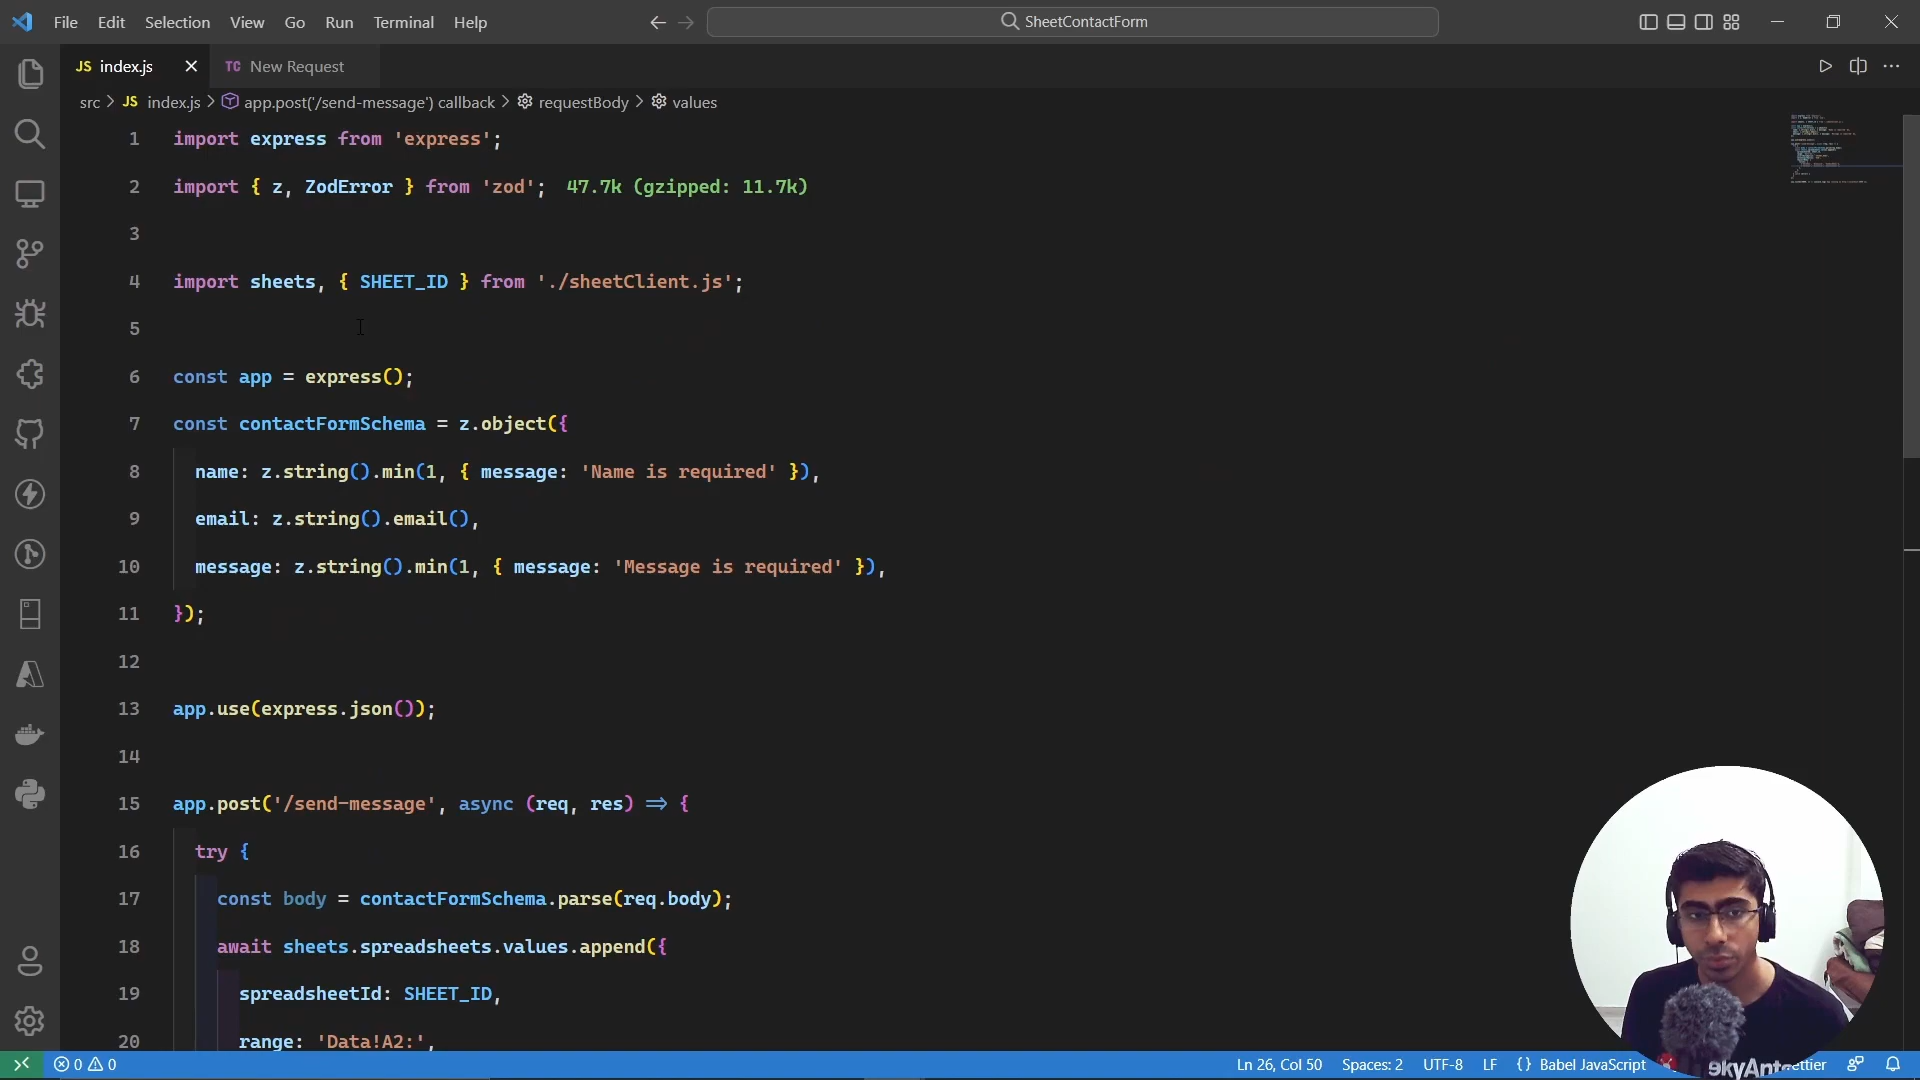 File Edit Selection View Go Run Terminal Help
SheetContactForm
JS index.js
TC New Request
src > JS index.js > app.post('/send-message') callback > requestBody > values
1 import express from 'express';
2 import { z, ZodError } from 'zod'; 47.7k (gzipped: 11.7k)
3
4 import sheets, { SHEET_ID } from './sheetClient.js';
5
6 const app = express();
7 const contactFormSchema = z.object({
8 name: z.string().min(1, { message: 'Name is required' }),
9 email: z.string().email(),
10 message: z.string().min(1, { message: 'Message is required' }),
11 });
12
13 app.use(express.json());
14
15 app.post('/send-message', async (req, res) => {
16 try {
17 const body = contactFormSchema.parse(req.body);
18 await sheets.spreadsheets.values.append({
19 spreadsheetId: SHEET_ID,
20 range: 'Data!A2:',
0 0
Ln 26, Col 50 Spaces: 2 UTF-8 LF {} Babel JavaScript